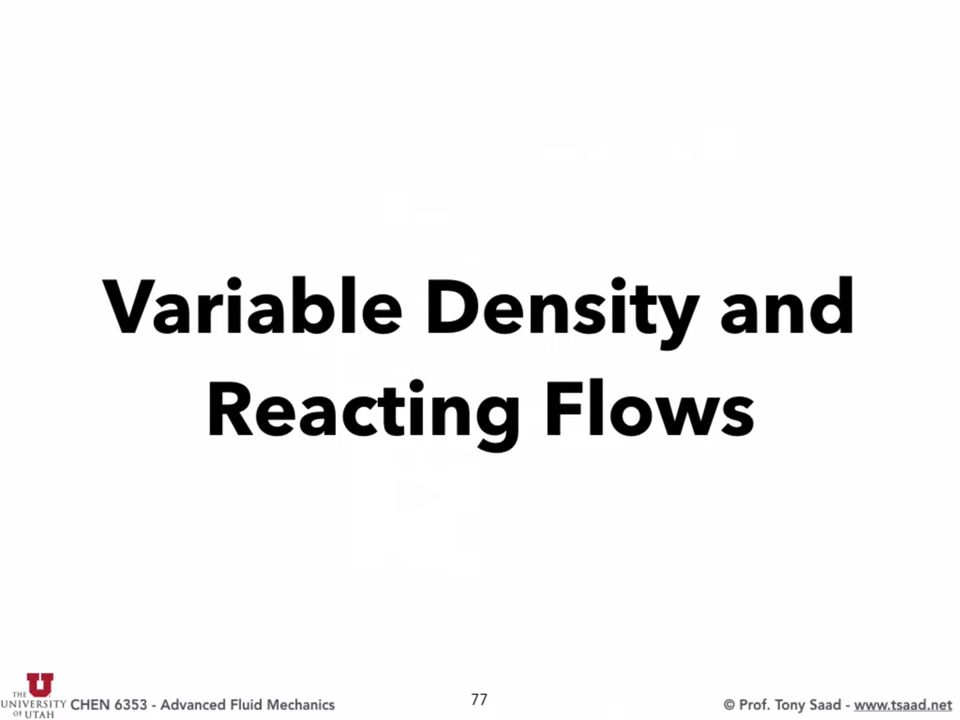 Variable Density and
Reacting Flows
THE
UNIVERSITY
OF UTAH
CHEN 6353 - Advanced Fluid Mechanics
77
© Prof. Tony Saad - www.tsaad.net